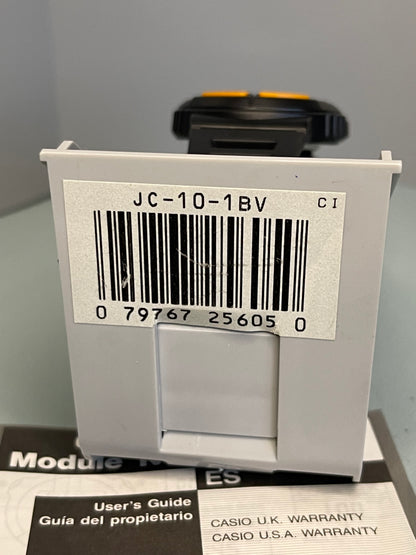 JC-10-1BV CI
0 79767 25605 0
Module
ES
User's Guide
Guía del propietario
CASIO U.K. WARRANTY
CASIO U.S.A. WARRANTY